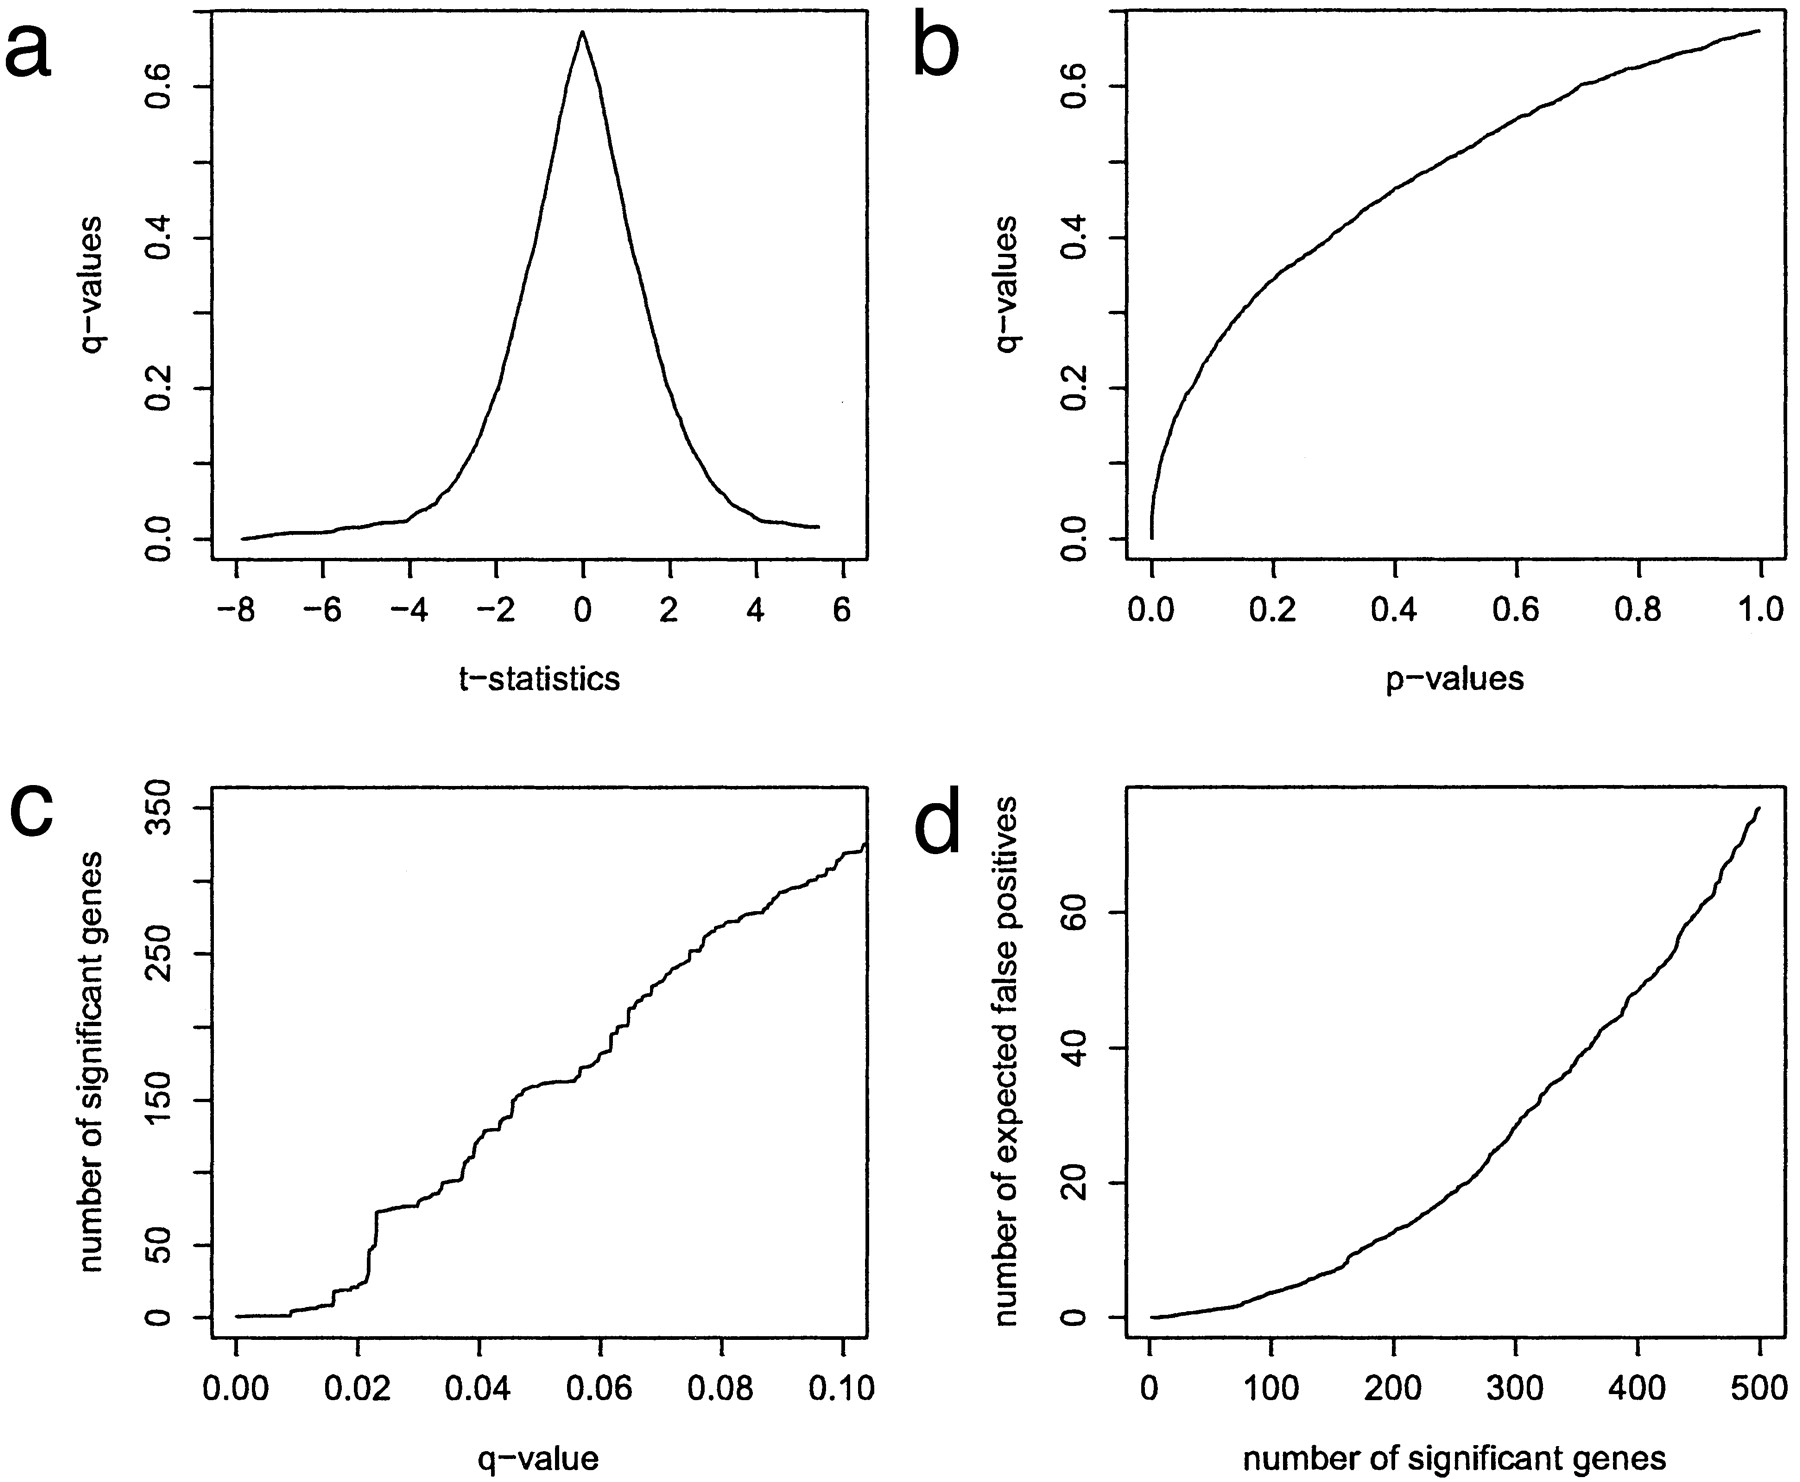 a
q-values
0.0 0.2 0.4 0.6
-8 -6 -4 -2 0 2 4 6
t-statistics
b
q-values
0.0 0.2 0.4 0.6
0.0 0.2 0.4 0.6 0.8 1.0
p-values
c
number of significant genes
0 50 150 250 350
0.00 0.02 0.04 0.06 0.08 0.10
q-value
d
number of expected false positives
0 20 40 60
0 100 200 300 400 500
number of significant genes